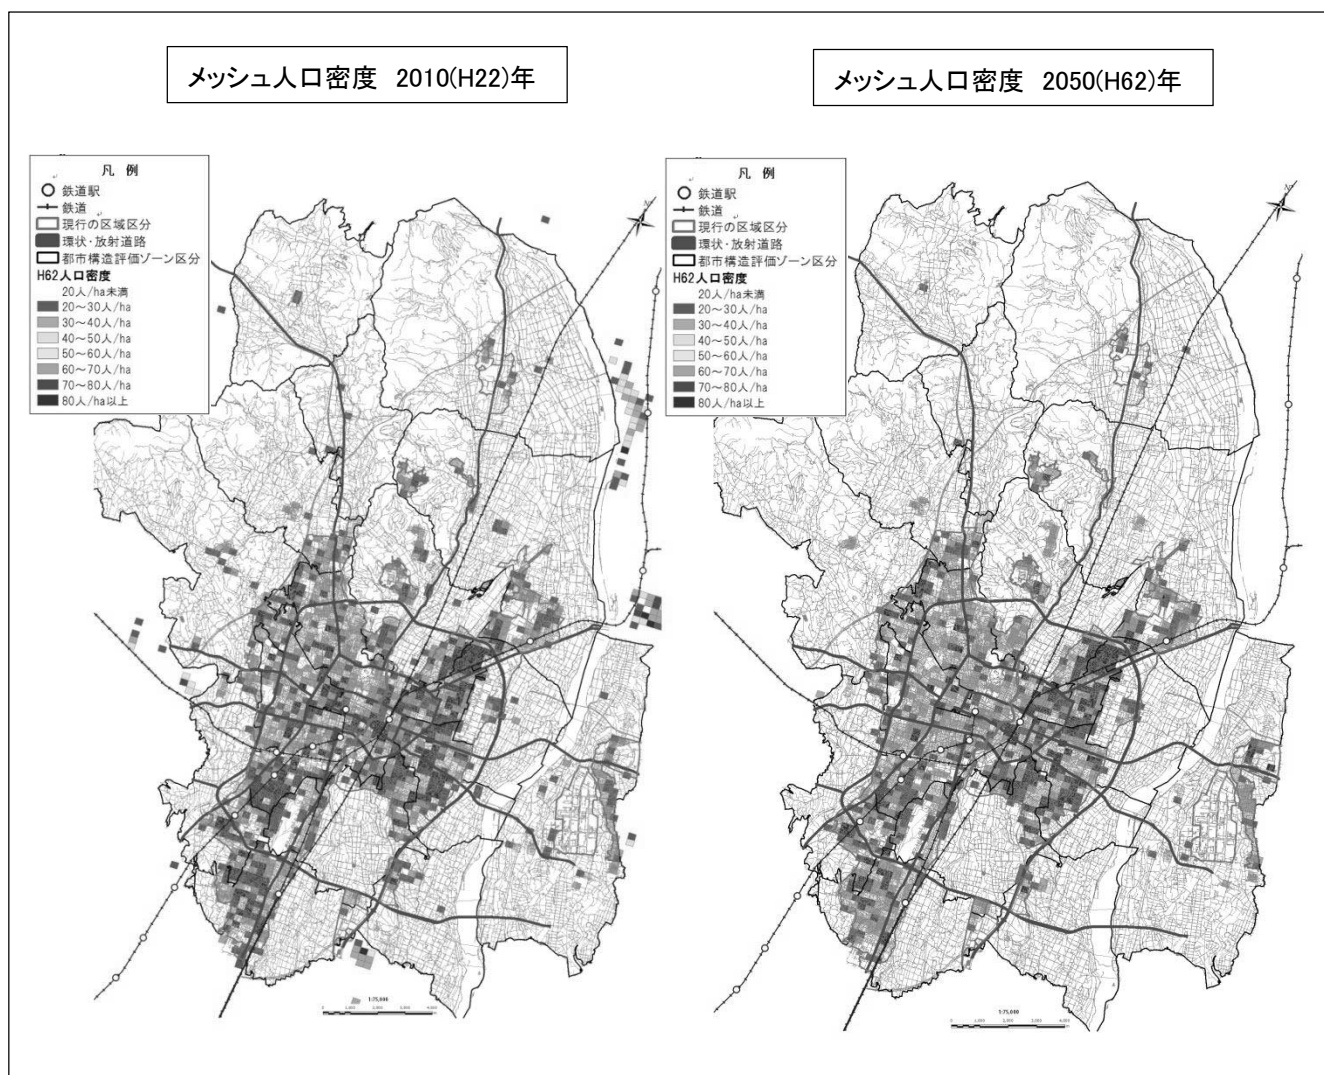 メッシュ人口密度 2010(H22)年
メッシュ人口密度 2050(H62)年
凡 例
鉄道駅
鉄道
現行の区域区分
環状・放射道路
都市構造評価ゾーン区分
H62人口密度
20人/ha未満
20～30人/ha
30～40人/ha
40～50人/ha
50～60人/ha
60～70人/ha
70～80人/ha
80人/ha以上
1:75,000
凡 例
鉄道駅
鉄道
現行の区域区分
環状・放射道路
都市構造評価ゾーン区分
H62人口密度
20人/ha未満
20～30人/ha
30～40人/ha
40～50人/ha
50～60人/ha
60～70人/ha
70～80人/ha
80人/ha以上
1:75,000